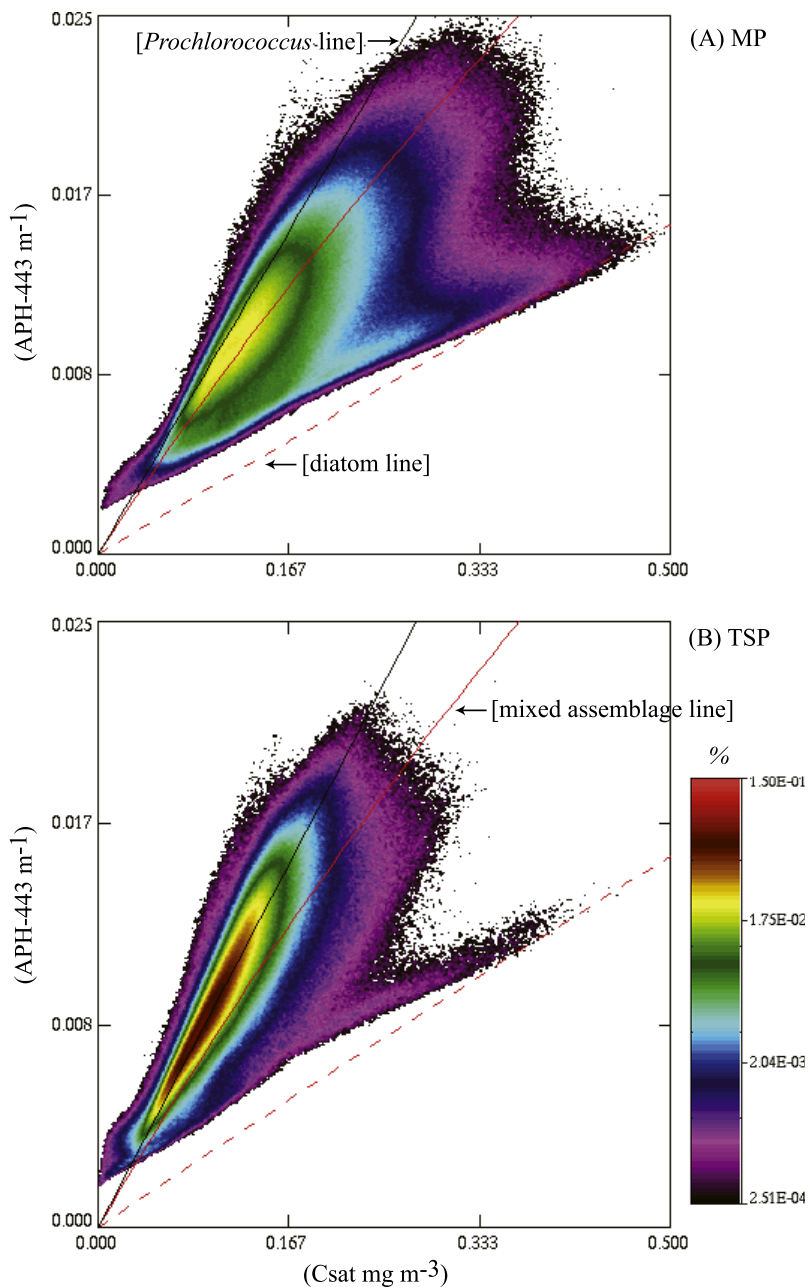 0.025
[Prochlorococcus line]
(A) MP
0.017
(APH-443 m-1)
0.008
[diatom line]
0.000
0.000 0.167 0.333 0.500
0.025
(B) TSP
[mixed assemblage line]
%
1.50E-01
0.017
(APH-443 m-1)
1.75E-02
0.008
2.04E-03
2.51E-04
0.000
0.000 0.167 0.333 0.500
(Csat mg m-3)